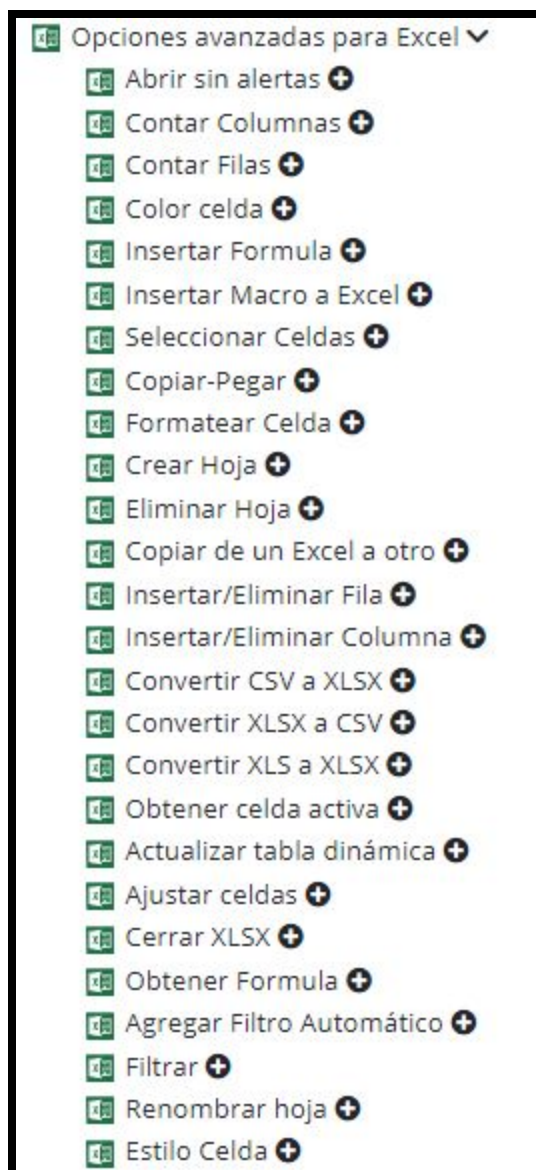 Opciones avanzadas para Excel
Abrir sin alertas
Contar Columnas
Contar Filas
Color celda
Insertar Formula
Insertar Macro a Excel
Seleccionar Celdas
Copiar-Pegar
Formatear Celda
Crear Hoja
Eliminar Hoja
Copiar de un Excel a otro
Insertar/Eliminar Fila
Insertar/Eliminar Columna
Convertir CSV a XLSX
Convertir XLSX a CSV
Convertir XLS a XLSX
Obtener celda activa
Actualizar tabla dinámica
Ajustar celdas
Cerrar XLSX
Obtener Formula
Agregar Filtro Automático
Filtrar
Renombrar hoja
Estilo Celda